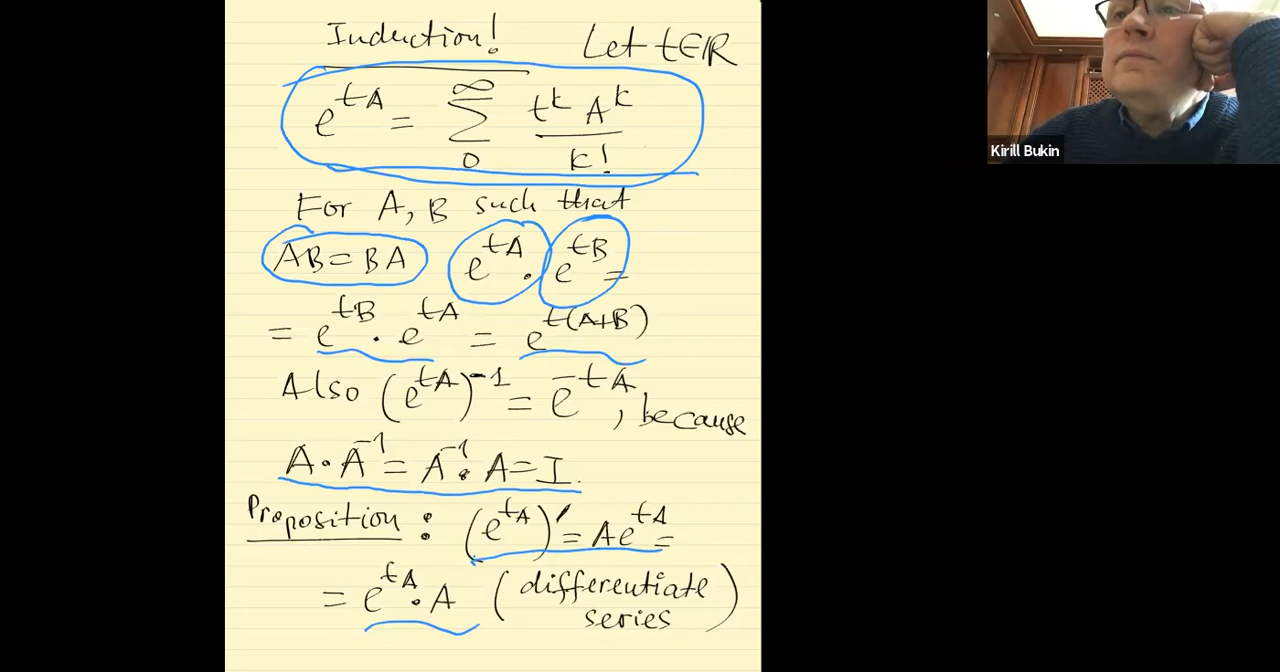 Induction! Let t∈R
e^{tA} = ∑_{0}^{∞} t^k A^k / k!
For A, B such that
AB = BA e^{tA} · e^{tB} =
= e^{tB} · e^{tA} = e^{t(A+B)}
Also (e^{tA})^{-1} = e^{-tA}, because
A · A^{-1} = A^{-1} · A = I
Proposition : (e^{tA})' = Ae^{tA} =
= e^{tA} · A (differentiate
series)
Kirill Bukin